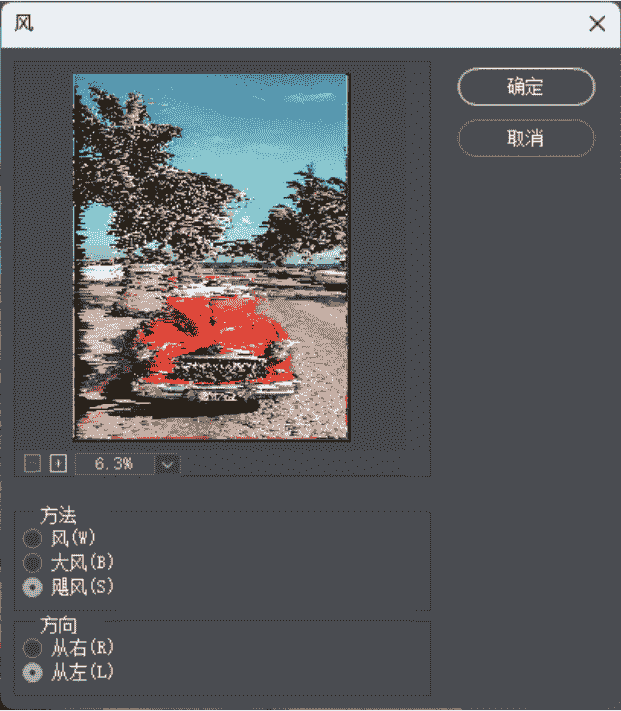 风
确定
取消
6.3%
方法
风(W)
大风(B)
飓风(S)
方向
从右(R)
从左(L)